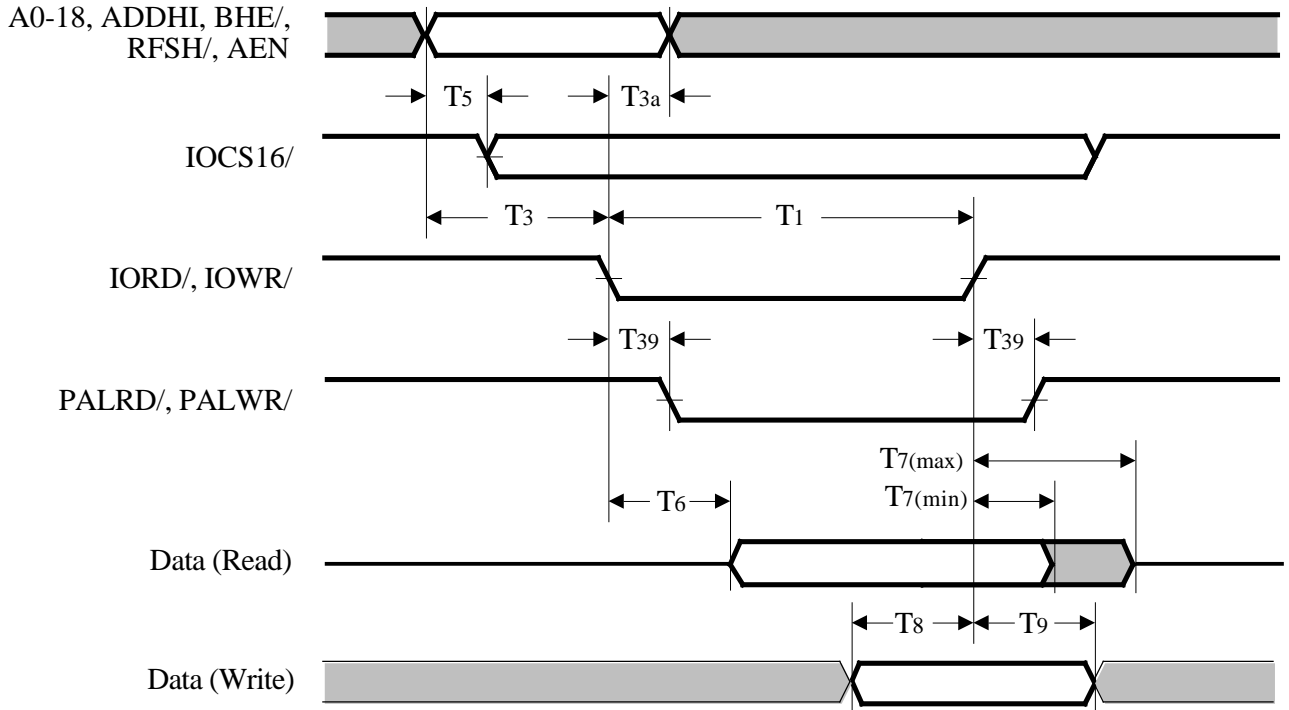 A0-18, ADDHI, BHE/,
RFSH/, AEN
T5
T3a
IOCS16/
T3
T1
IORD/, IOWR/
T39
T39
PALRD/, PALWR/
T7(max)
T6
T7(min)
Data (Read)
T8
T9
Data (Write)